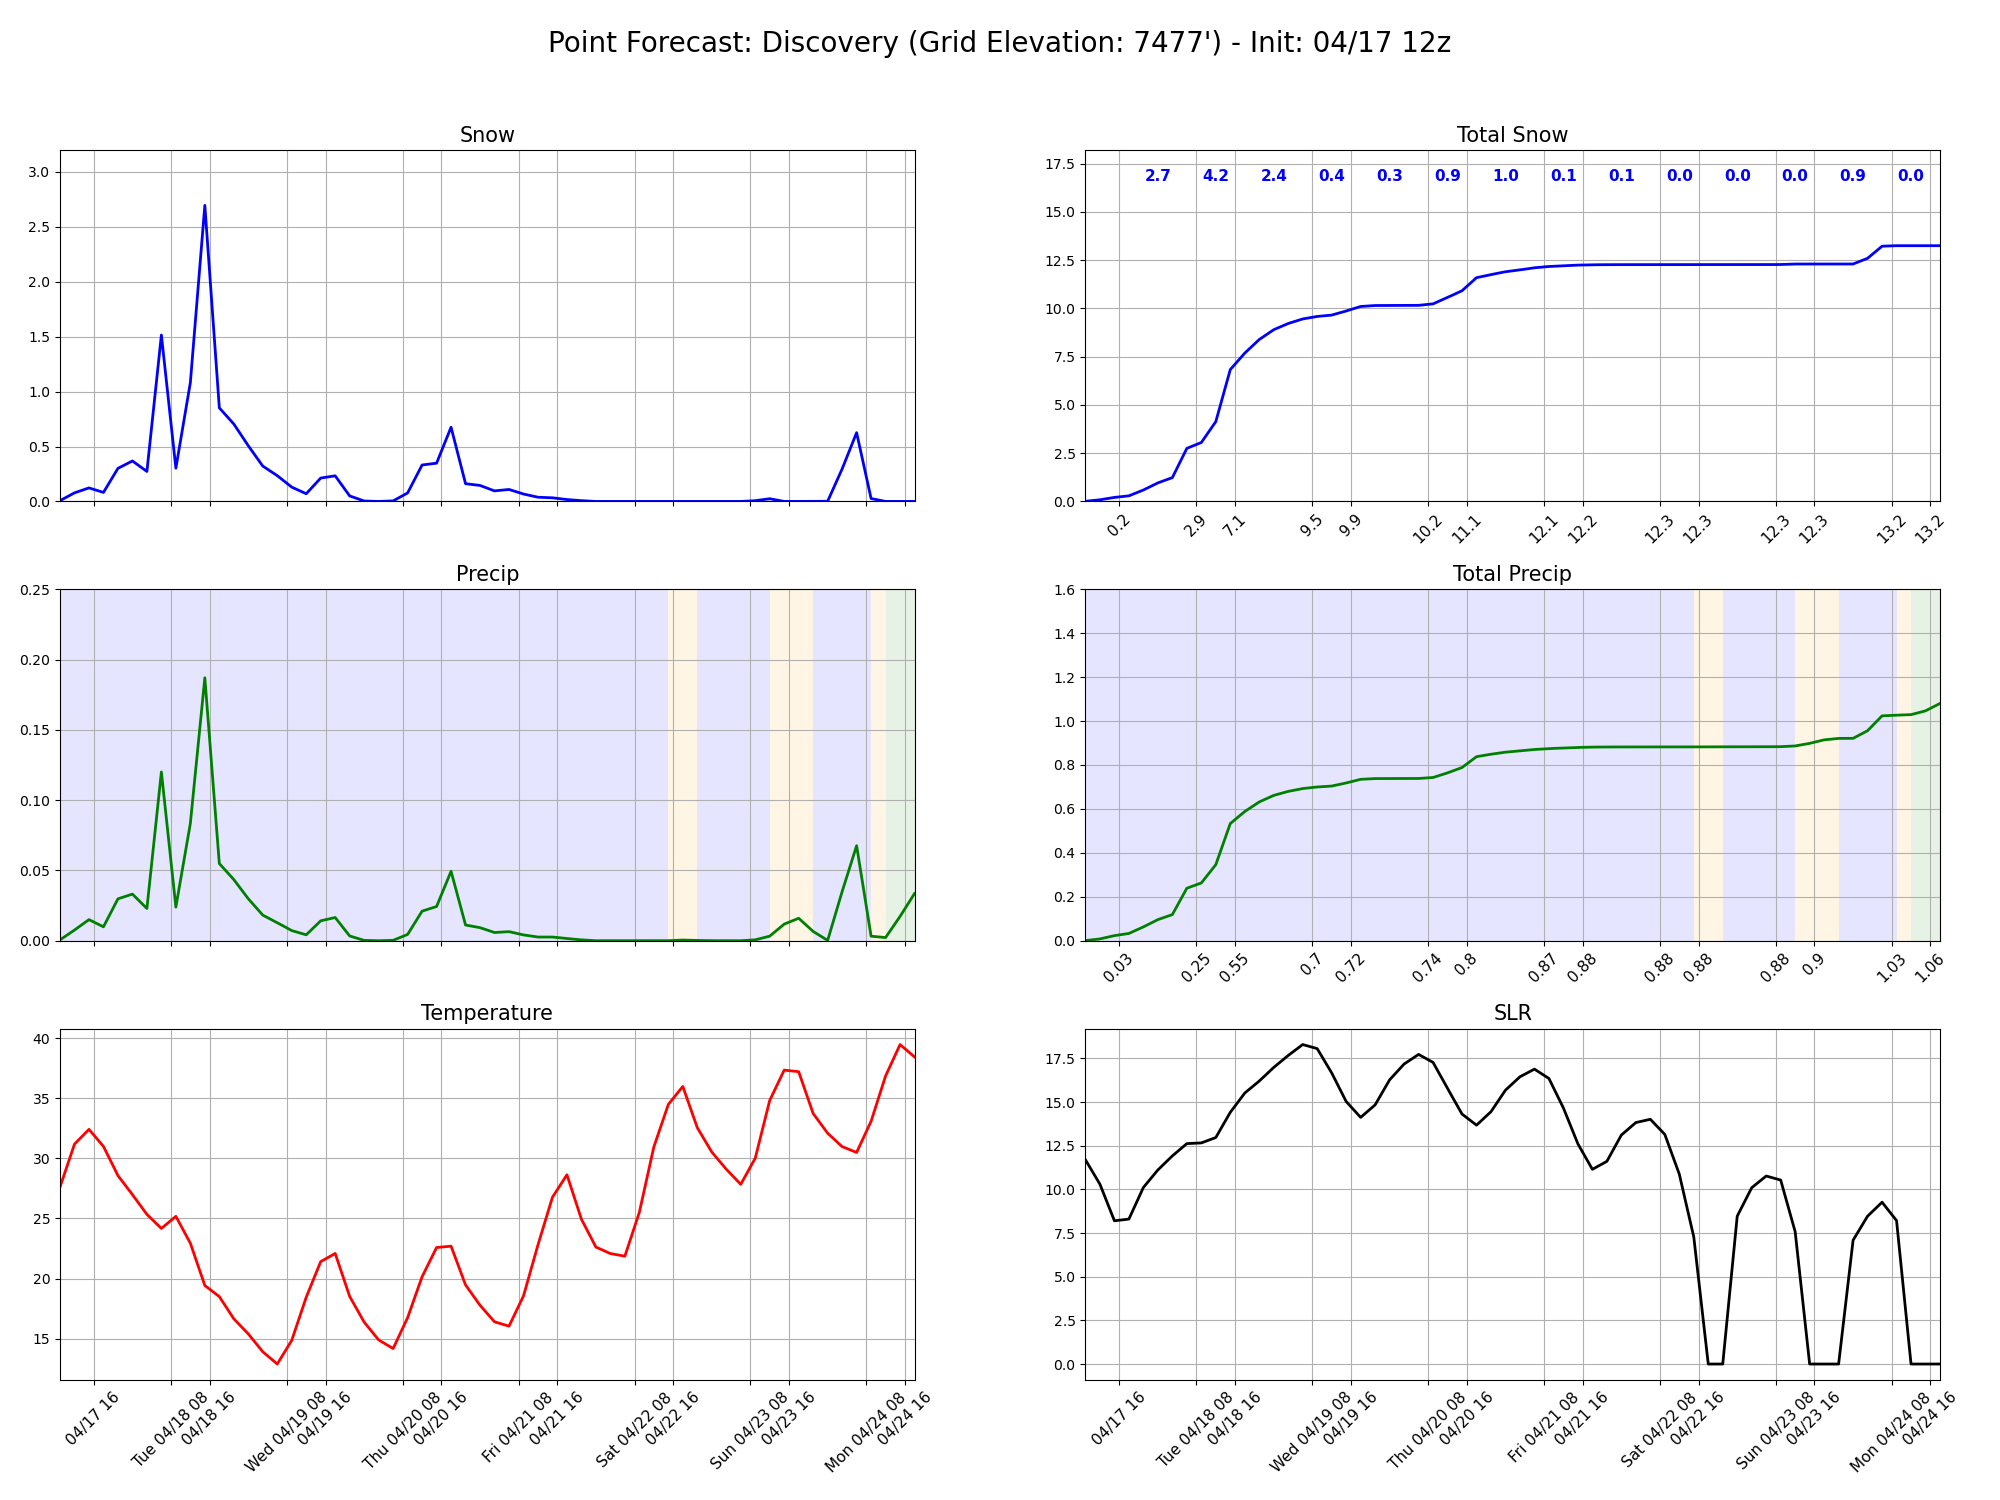 Point Forecast: Discovery (Grid Elevation: 7477') - Init: 04/17 12z
Snow
3.0
2.5
2.0
1.5
1.0
0.5
0.0
Total Snow
17.5
15.0
12.5
10.0
7.5
5.0
2.5
0.0
2.7 4.2 2.4 0.4 0.3 0.9 1.0 0.1 0.1 0.0 0.0 0.0 0.9 0.0
0.2 2.9 7.1 9.5 9.9 10.2 11.1 12.1 12.2 12.3 12.3 12.3 12.3 13.2 13.2
Precip
0.25
0.20
0.15
0.10
0.05
0.00
Total Precip
1.6
1.4
1.2
1.0
0.8
0.6
0.4
0.2
0.0
0.03 0.25 0.55 0.7 0.72 0.74 0.8 0.87 0.88 0.88 0.88 0.88 0.9 1.03 1.06
Temperature
40
35
30
25
20
15
04/17 16
Tue 04/18 08
04/18 16
Wed 04/19 08
04/19 16
Thu 04/20 08
04/20 16
Fri 04/21 08
04/21 16
Sat 04/22 08
04/22 16
Sun 04/23 08
04/23 16
Mon 04/24 08
04/24 16
SLR
17.5
15.0
12.5
10.0
7.5
5.0
2.5
0.0
04/17 16
Tue 04/18 08
04/18 16
Wed 04/19 08
04/19 16
Thu 04/20 08
04/20 16
Fri 04/21 08
04/21 16
Sat 04/22 08
04/22 16
Sun 04/23 08
04/23 16
Mon 04/24 08
04/24 16